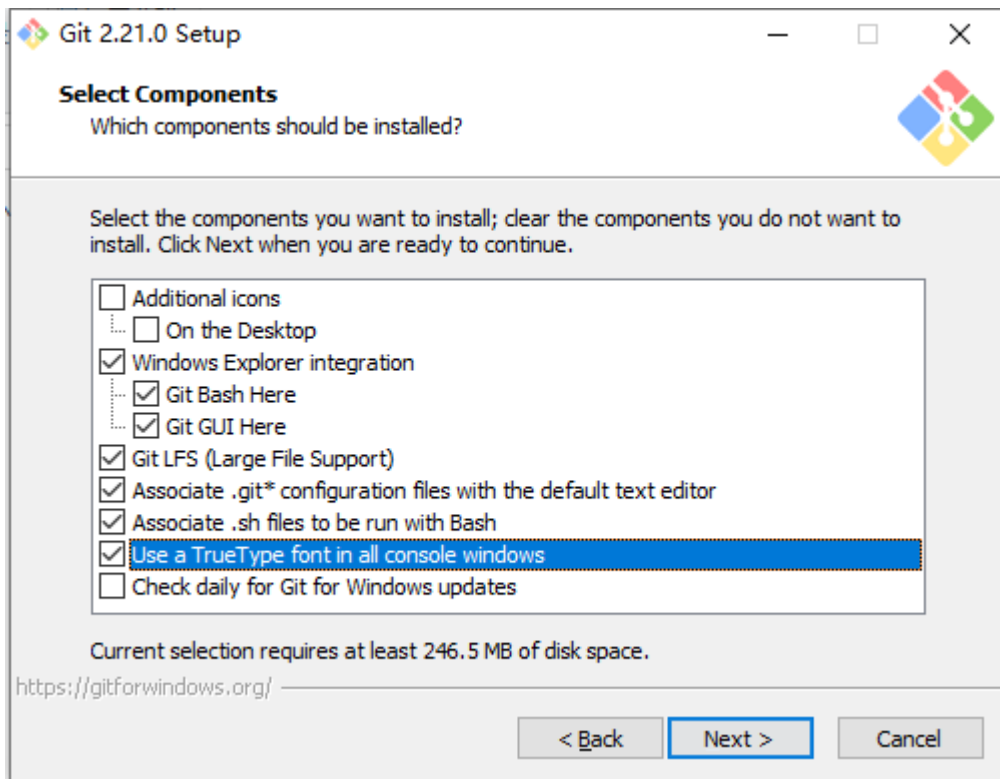 Git 2.21.0 Setup
Select Components
Which components should be installed?
Select the components you want to install; clear the components you do not want to
install. Click Next when you are ready to continue.
Additional icons
On the Desktop
Windows Explorer integration
Git Bash Here
Git GUI Here
Git LFS (Large File Support)
Associate .git* configuration files with the default text editor
Associate .sh files to be run with Bash
Use a TrueType font in all console windows
Check daily for Git for Windows updates
Current selection requires at least 246.5 MB of disk space.
https://gitforwindows.org/
< Back Next > Cancel